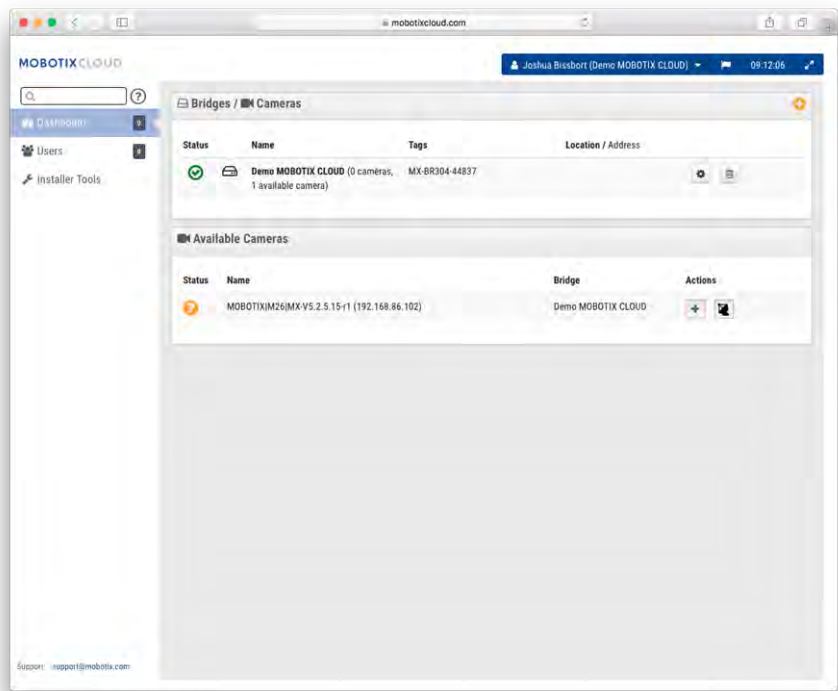 mobotixcloud.com
MOBOTIXCLOUD
Joshua Bissbort (Demo MOBOTIX CLOUD)
09:12:06
Bridges / Cameras
Dashboard
Users
Installer Tools
Status Name Tags Location / Address
Demo MOBOTIX CLOUD (0 cameras, MX-BR304-44837
1 available camera)
Available Cameras
Status Name Bridge Actions
MOBOTIX|M26|MX-V5.2.5.15-r1 (192.168.86.102) Demo MOBOTIX CLOUD
Support: support@mobotix.com